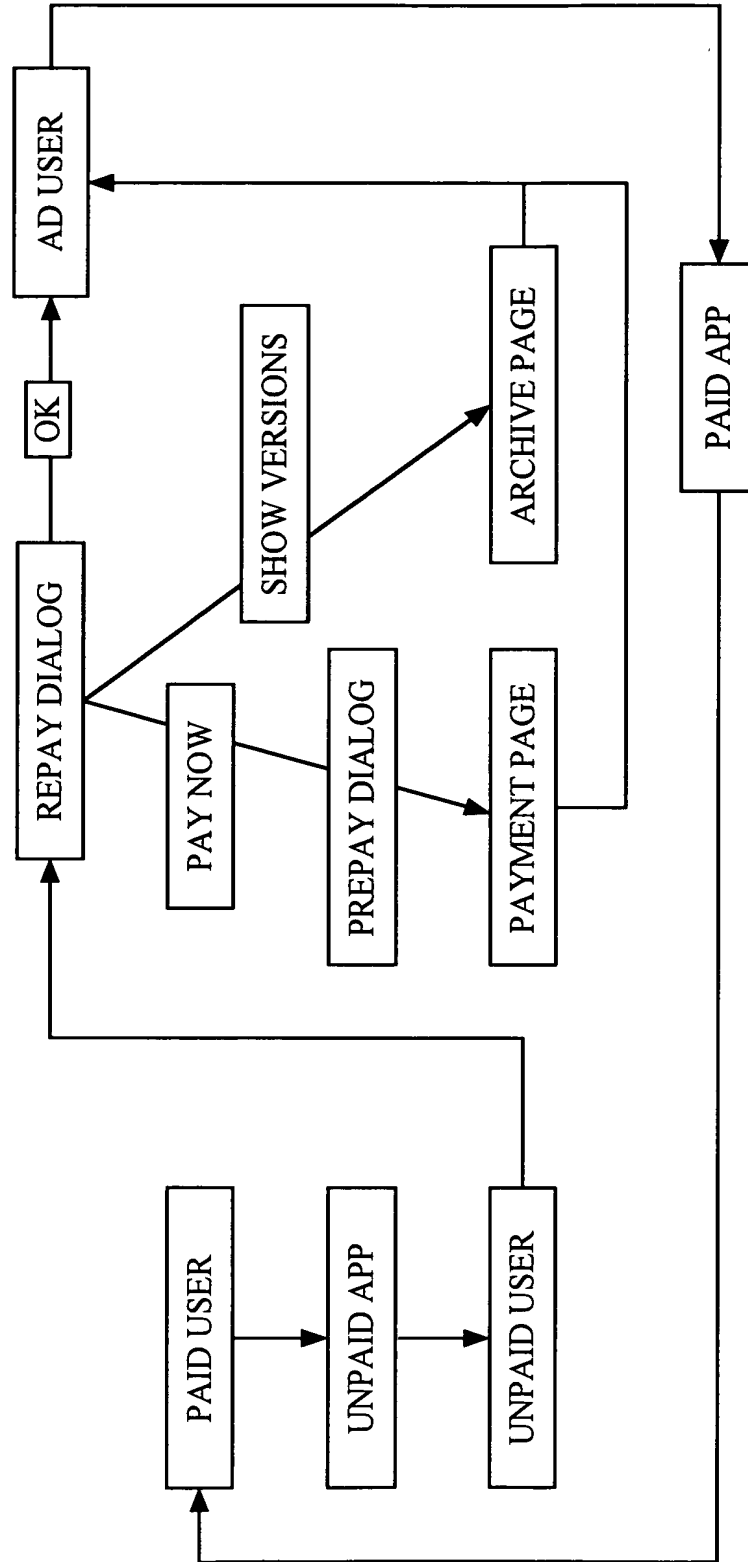 PAID USER
UNPAID APP
UNPAID USER
REPAY DIALOG
OK
AD USER
PAY NOW
SHOW VERSIONS
PREPAY DIALOG
PAYMENT PAGE
ARCHIVE PAGE
PAID APP